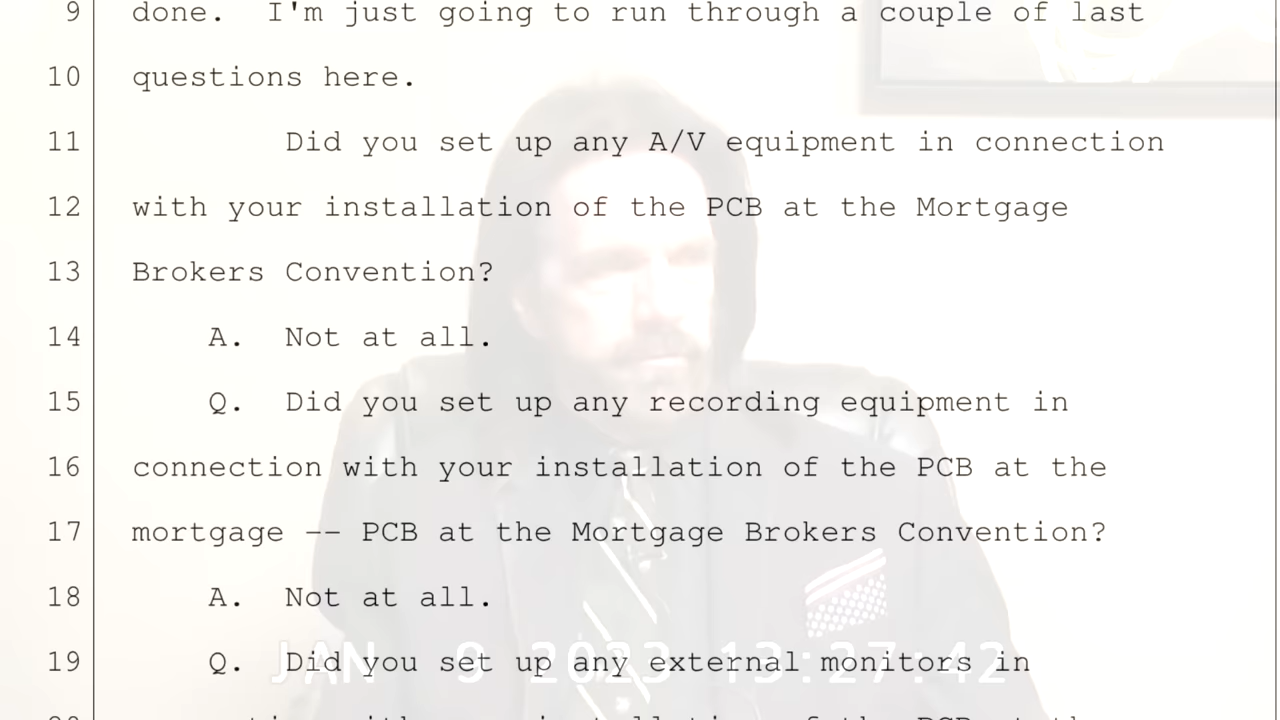 9 done. I'm just going to run through a couple of last
10 questions here.
11 Did you set up any A/V equipment in connection
12 with your installation of the PCB at the Mortgage
13 Brokers Convention?
14 A. Not at all.
15 Q. Did you set up any recording equipment in
16 connection with your installation of the PCB at the
17 mortgage -- PCB at the Mortgage Brokers Convention?
18 A. Not at all.
19 Q. Did you set up any external monitors in
JAN 9 2023 13:27:42